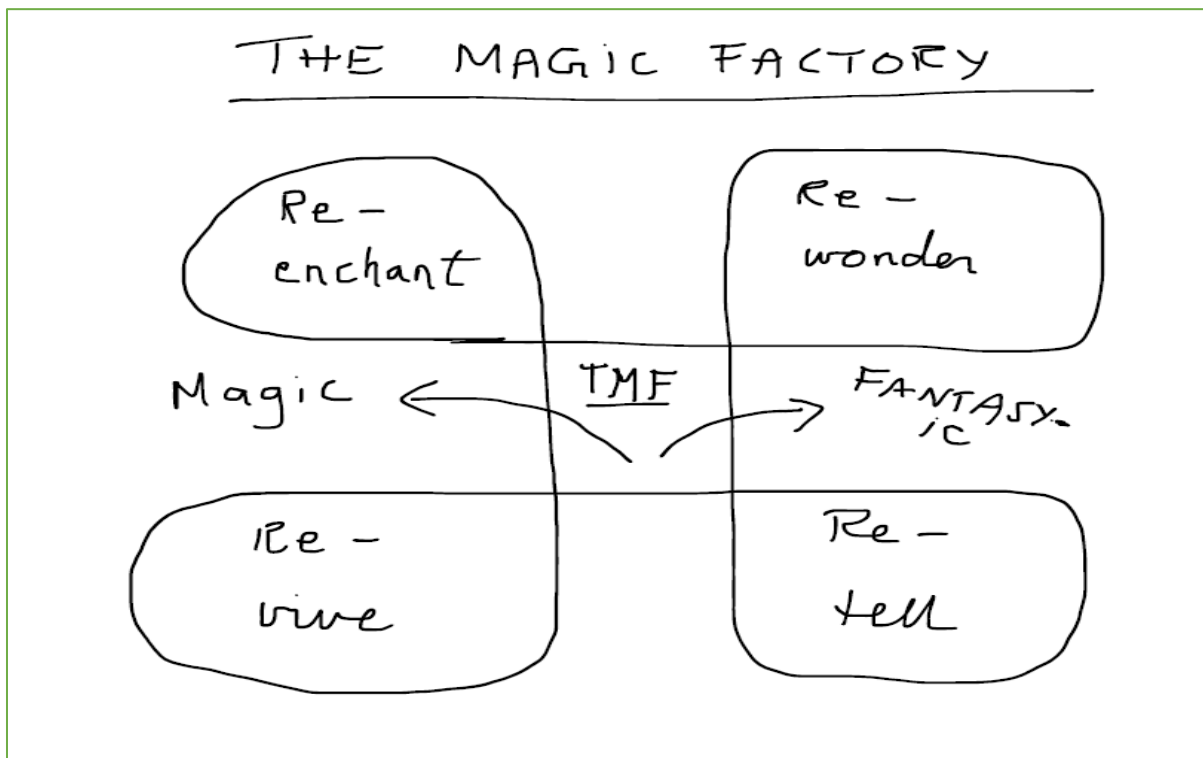 THE MAGIC FACTORY
Re-
enchant
Re-
wonder
Magic
TMF
FANTASY-
ic
Re-
vive
Re-
tell